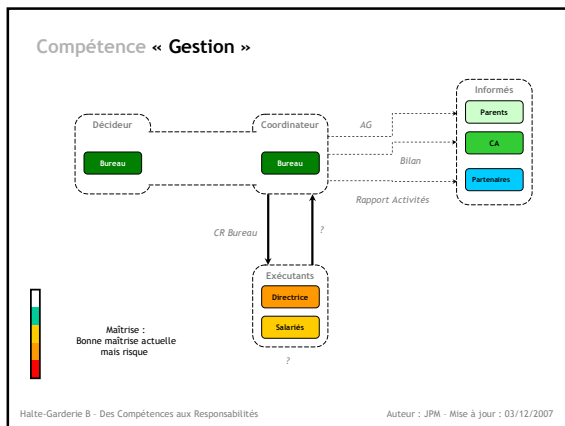 Compétence « Gestion »
Informés
Parents
CA
Partenaires
Décideur
Bureau
Coordinateur
Bureau
AG
Bilan
Rapport Activités
CR Bureau
?
Exécutants
Directrice
Salariés
?
Maîtrise :
Bonne maîtrise actuelle
mais risque
Halte-Garderie B – Des Compétences aux Responsabilités
Auteur : JPM – Mise à jour : 03/12/2007